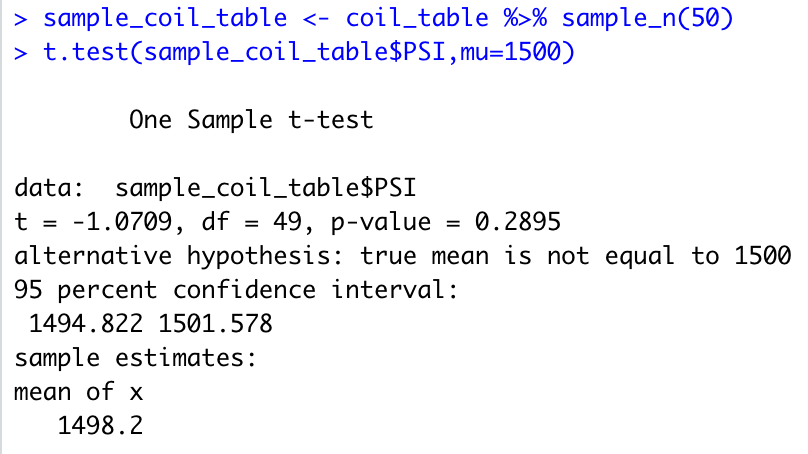 > sample_coil_table <- coil_table %>% sample_n(50)
> t.test(sample_coil_table$PSI,mu=1500)
One Sample t-test
data:  sample_coil_table$PSI
t = -1.0709, df = 49, p-value = 0.2895
alternative hypothesis: true mean is not equal to 1500
95 percent confidence interval:
1494.822 1501.578
sample estimates:
mean of x
1498.2